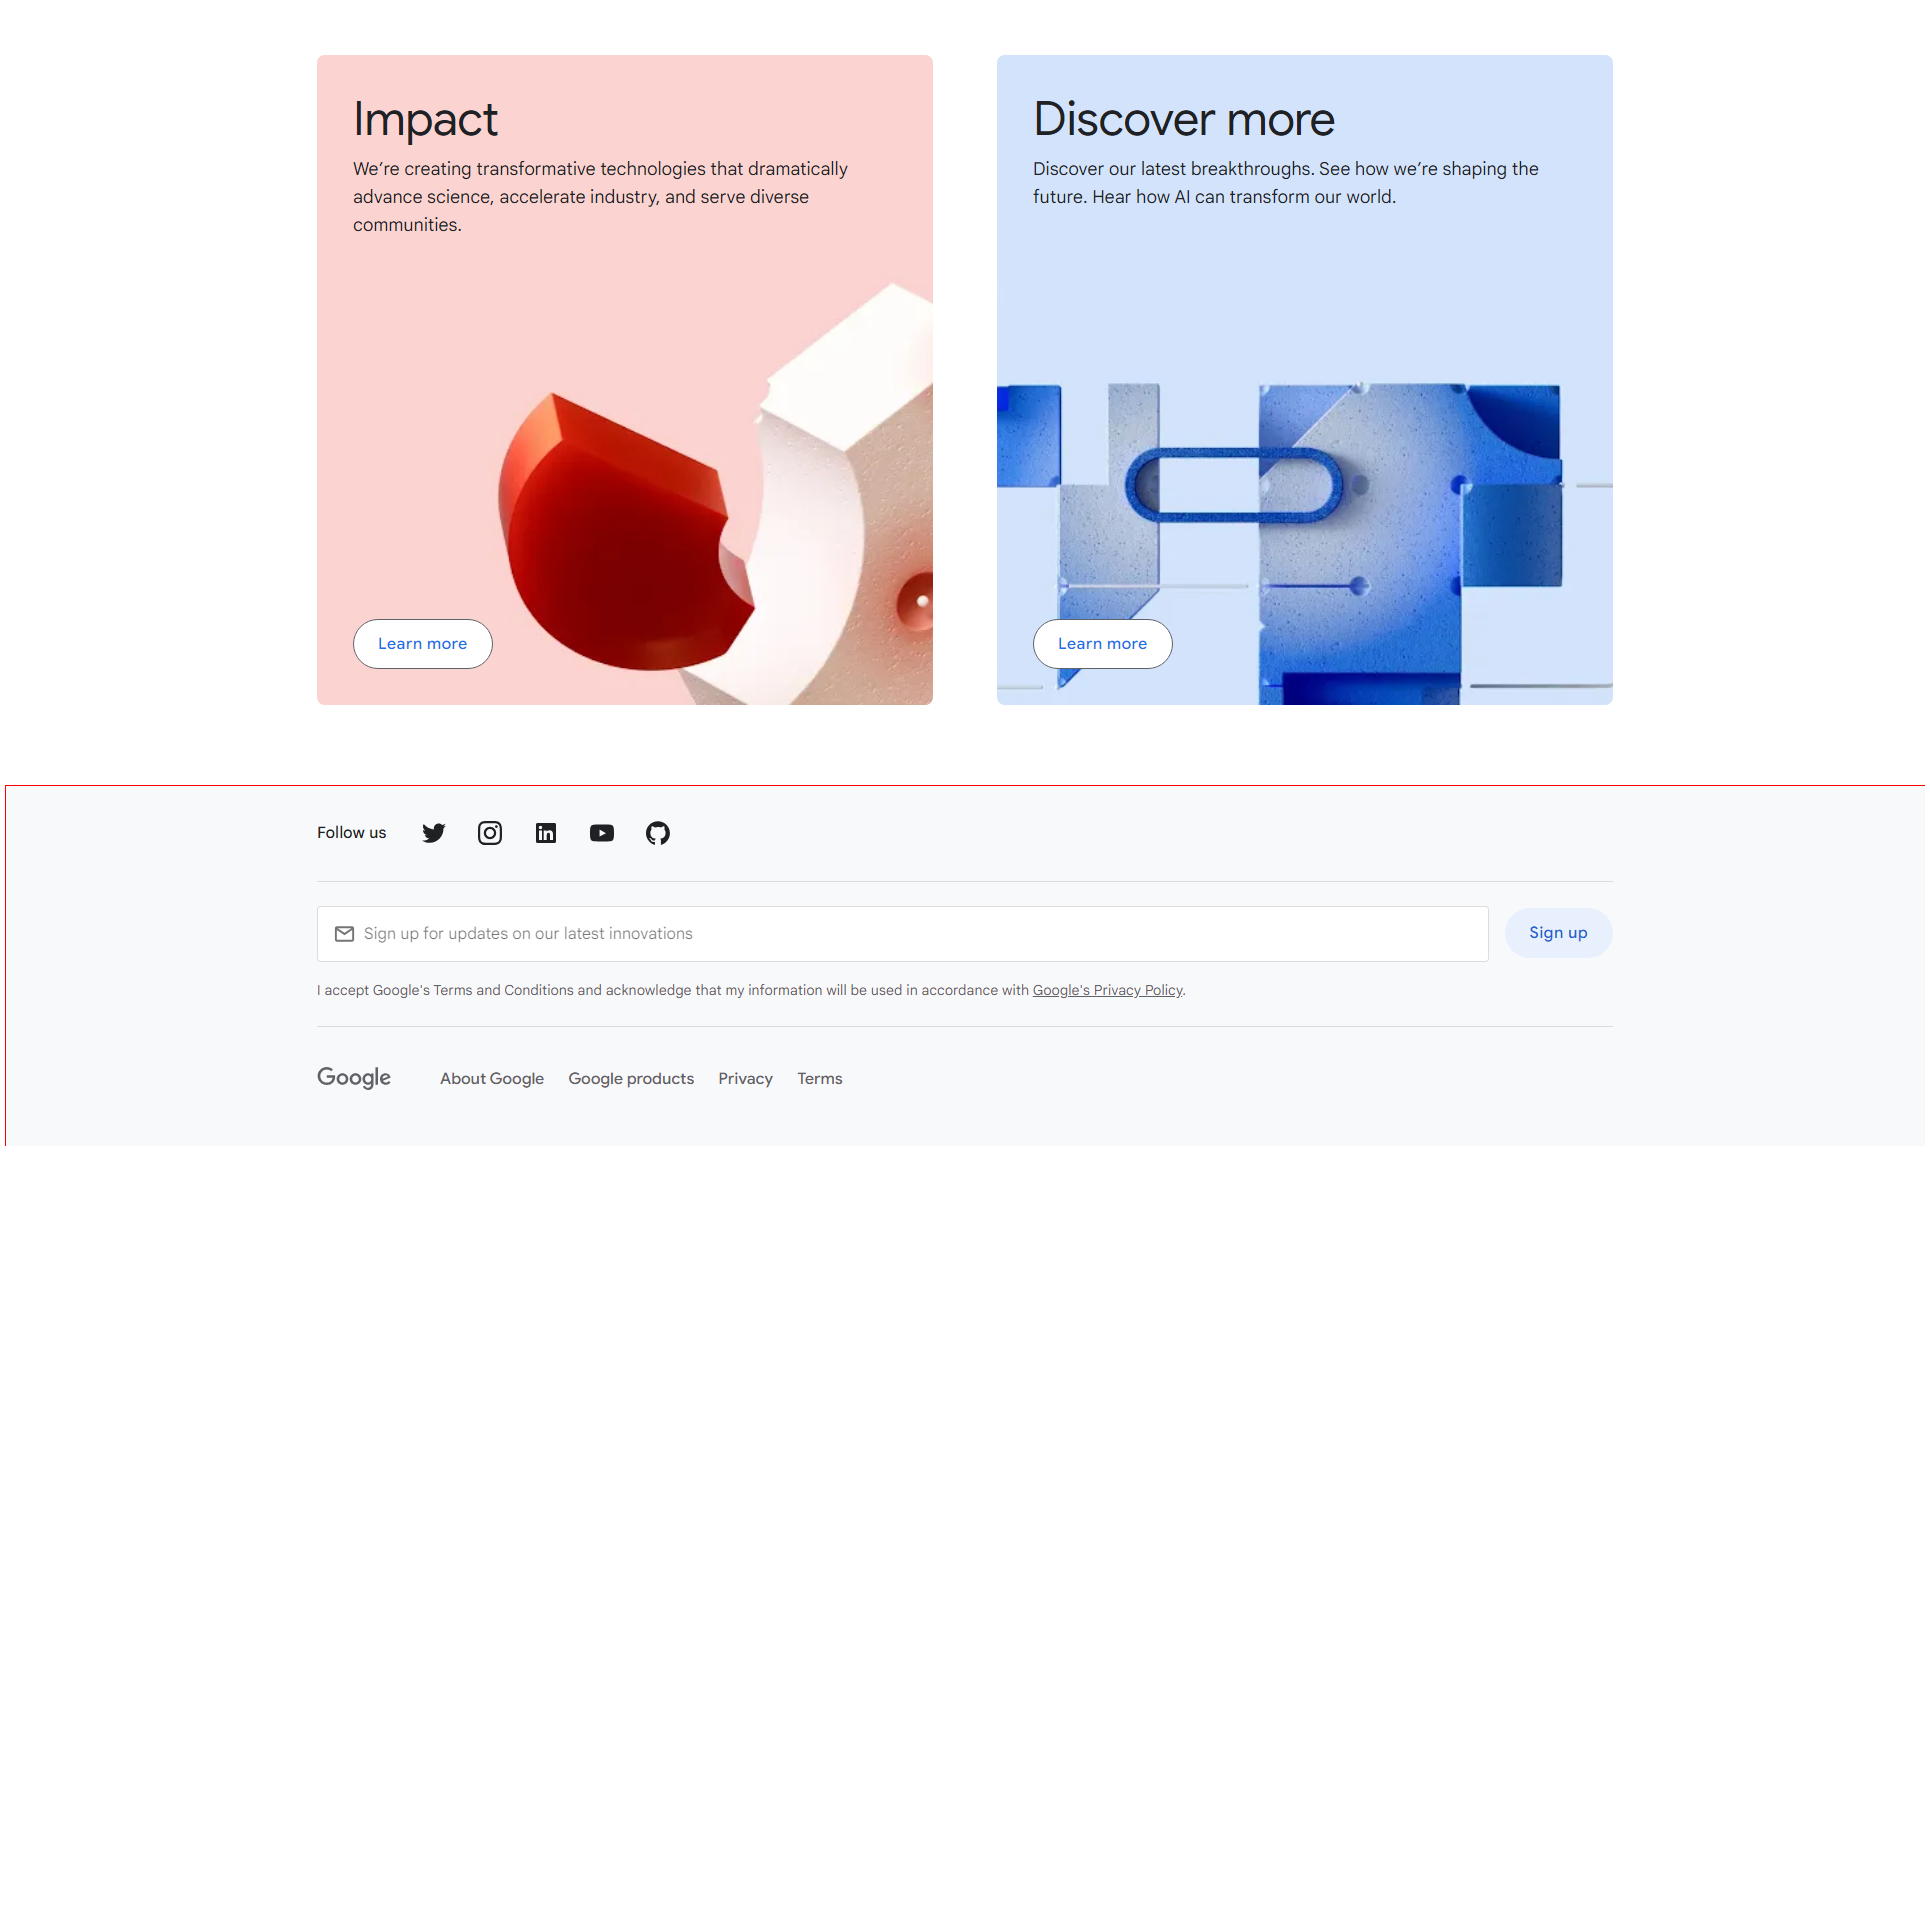 Impact
We’re creating transformative technologies that dramatically
advance science, accelerate industry, and serve diverse
communities.
Learn more
Discover more
Discover our latest breakthroughs. See how we’re shaping the
future. Hear how AI can transform our world.
Learn more
Follow us
Sign up for updates on our latest innovations
Sign up
I accept Google's Terms and Conditions and acknowledge that my information will be used in accordance with Google's Privacy Policy.
Google
About Google
Google products
Privacy
Terms